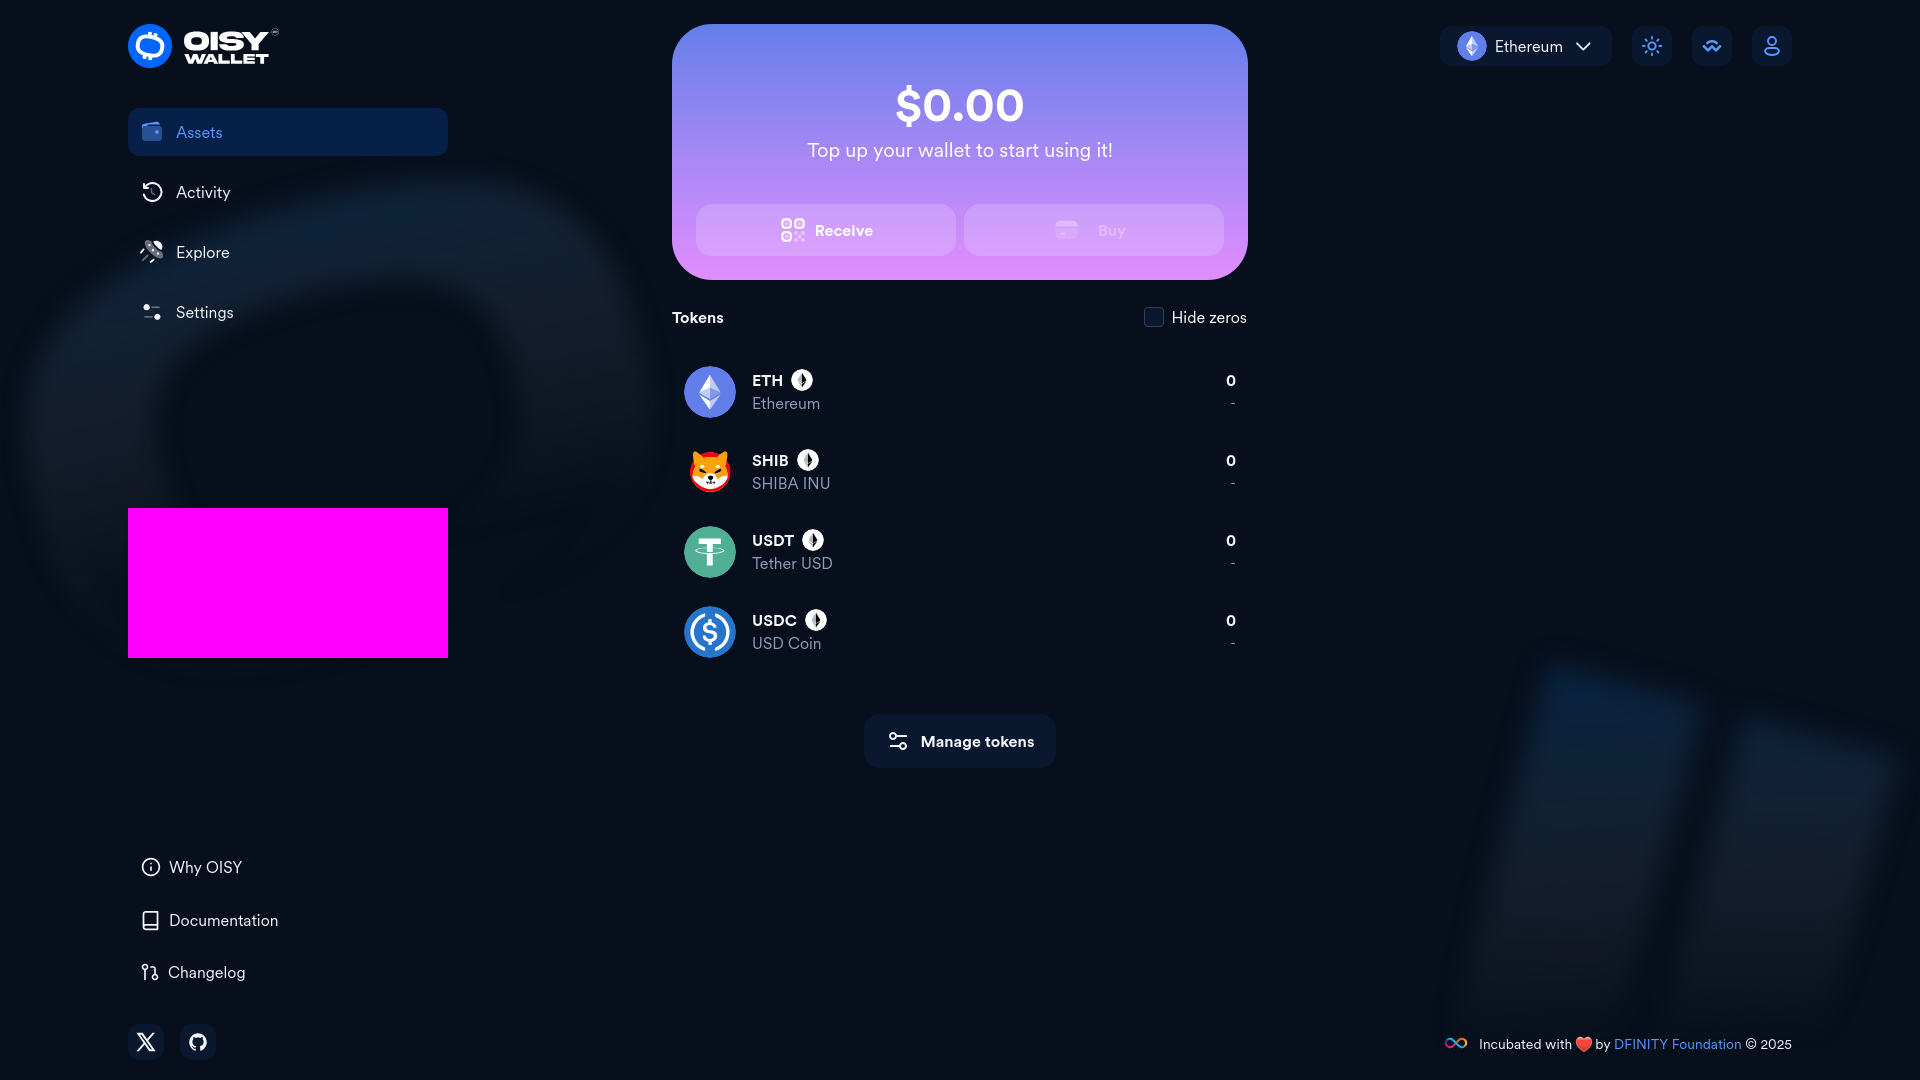 OISY
WALLET
Ethereum
Assets
Activity
Explore
Settings
$0.00
Top up your wallet to start using it!
Receive
Buy
Tokens
Hide zeros
ETH
0
Ethereum
-
SHIB
0
SHIBA INU
-
USDT
0
Tether USD
-
USDC
0
USD Coin
-
Manage tokens
Why OISY
Documentation
Changelog
Incubated with ❤️ by DFINITY Foundation © 2025